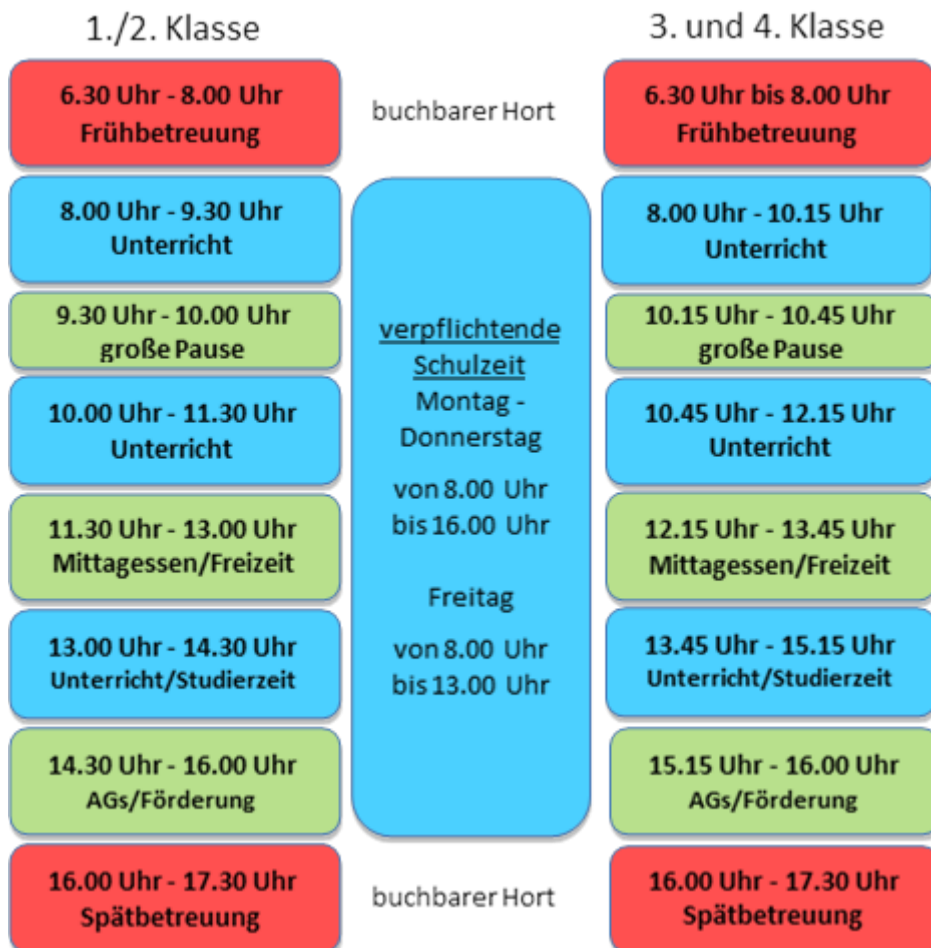 1./2. Klasse
6.30 Uhr - 8.00 Uhr
Frühbetreuung
8.00 Uhr - 9.30 Uhr
Unterricht
9.30 Uhr - 10.00 Uhr
große Pause
10.00 Uhr - 11.30 Uhr
Unterricht
11.30 Uhr - 13.00 Uhr
Mittagessen/Freizeit
13.00 Uhr - 14.30 Uhr
Unterricht/Studierzeit
14.30 Uhr - 16.00 Uhr
AGs/Förderung
16.00 Uhr - 17.30 Uhr
Spätbetreuung
buchbarer Hort
verpflichtende
Schulzeit
Montag -
Donnerstag
von 8.00 Uhr
bis 16.00 Uhr
Freitag
von 8.00 Uhr
bis 13.00 Uhr
buchbarer Hort
3. und 4. Klasse
6.30 Uhr bis 8.00 Uhr
Frühbetreuung
8.00 Uhr - 10.15 Uhr
Unterricht
10.15 Uhr - 10.45 Uhr
große Pause
10.45 Uhr - 12.15 Uhr
Unterricht
12.15 Uhr - 13.45 Uhr
Mittagessen/Freizeit
13.45 Uhr - 15.15 Uhr
Unterricht/Studierzeit
15.15 Uhr - 16.00 Uhr
AGs/Förderung
16.00 Uhr - 17.30 Uhr
Spätbetreuung